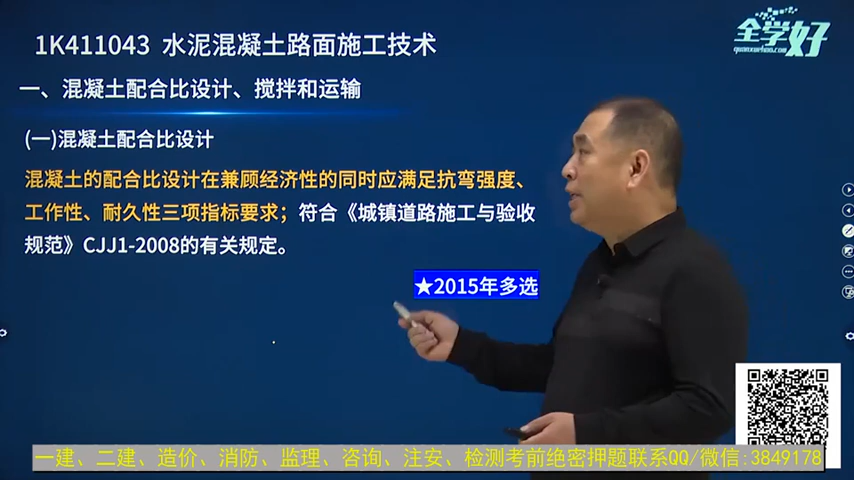 1K411043 水泥混凝土路面施工技术
全学好
quanxuehao.com
一、混凝土配合比设计、搅拌和运输
(一)混凝土配合比设计
混凝土的配合比设计在兼顾经济性的同时应满足抗弯强度、
工作性、耐久性三项指标要求；符合《城镇道路施工与验收
规范》CJJ1-2008的有关规定。
★2015年多选
一建、二建、造价、消防、监理、咨询、注安、检测考前绝密押题联系QQ/微信:3849178